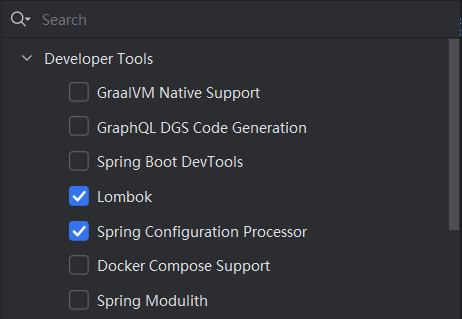 Search
Developer Tools
GraalVM Native Support
GraphQL DGS Code Generation
Spring Boot DevTools
Lombok
Spring Configuration Processor
Docker Compose Support
Spring Modulith